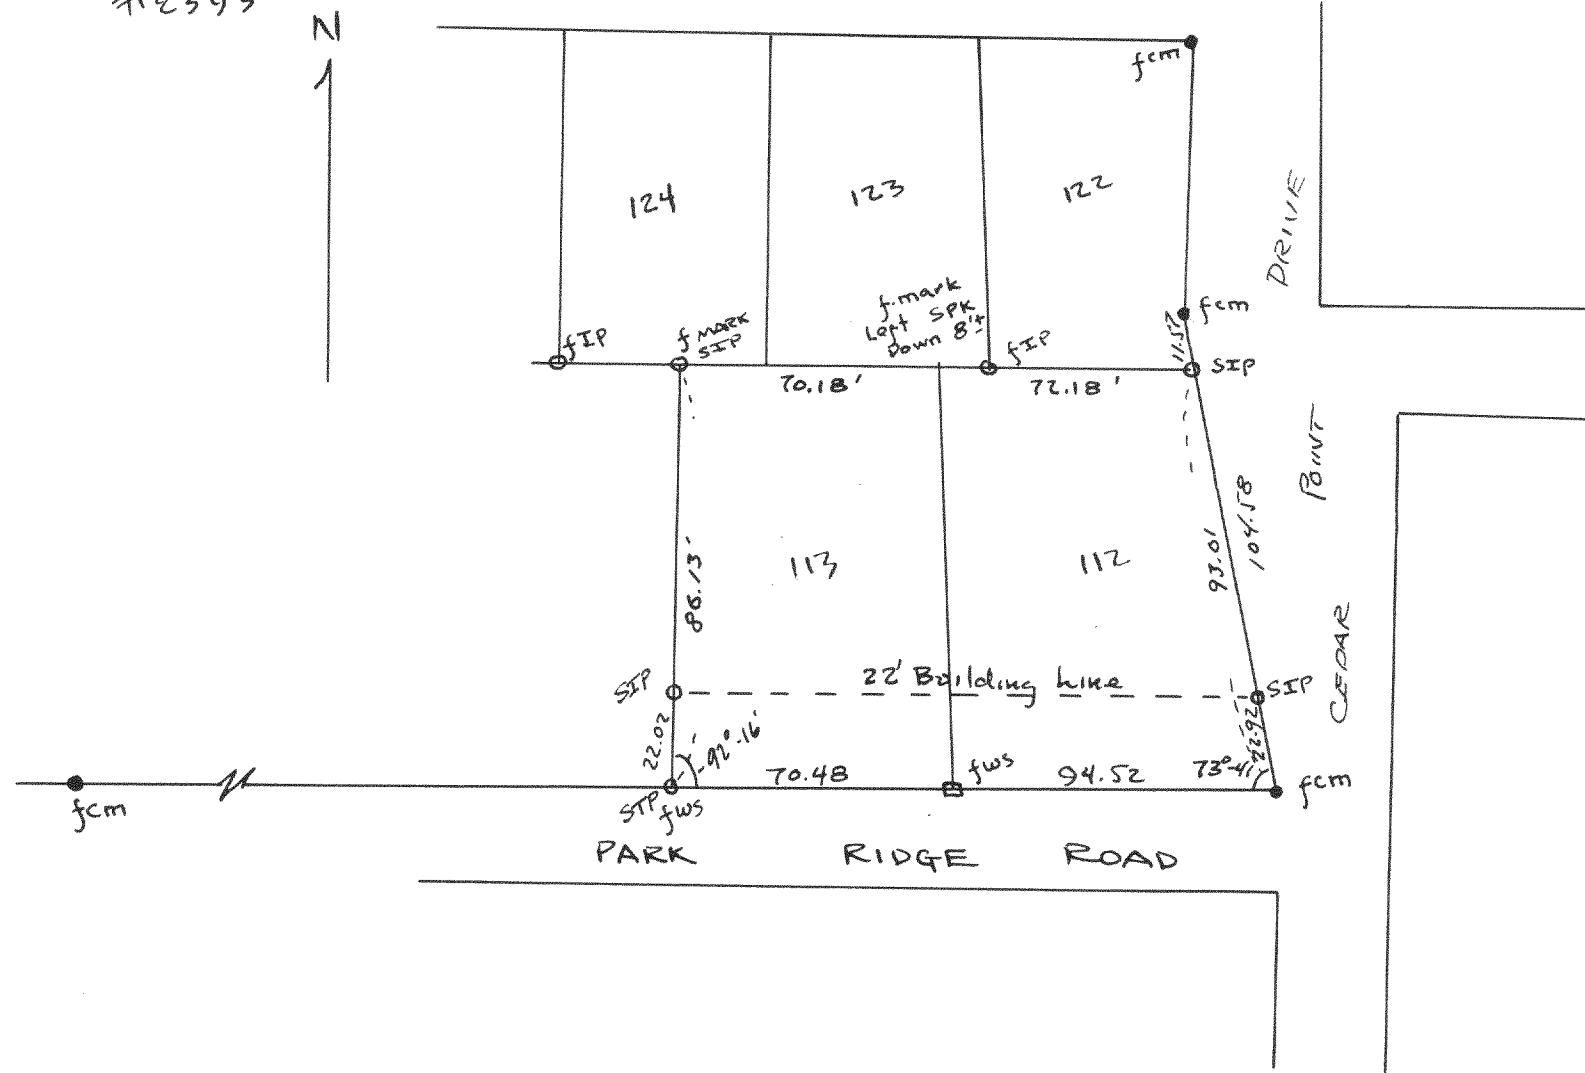 N
fcm
124
123
122
DRIVE
f.mark
Left SPK
Down 8'±
fcm
11.57
fIP
f MARK
SIP
fIP
SIP
70.18'
72.18'
POINT
86.13'
113
112
93.01
104.58
22' Building Line
SIP
SIP
CEDAR
22.02
92°-16'
70.48
fws
94.52
73°-41'
22.92
fcm
fcm
STP
fws
PARK RIDGE ROAD